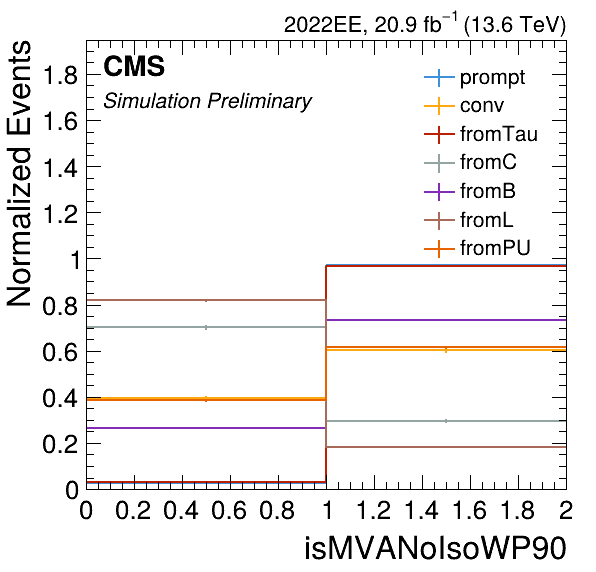 2022EE, 20.9 fb⁻¹ (13.6 TeV)
CMS
Simulation Preliminary
prompt
conv
fromTau
fromC
fromB
fromL
fromPU
Normalized Events
1.8
1.6
1.4
1.2
1
0.8
0.6
0.4
0.2
0
0 0.2 0.4 0.6 0.8 1 1.2 1.4 1.6 1.8 2
isMVANoIsoWP90